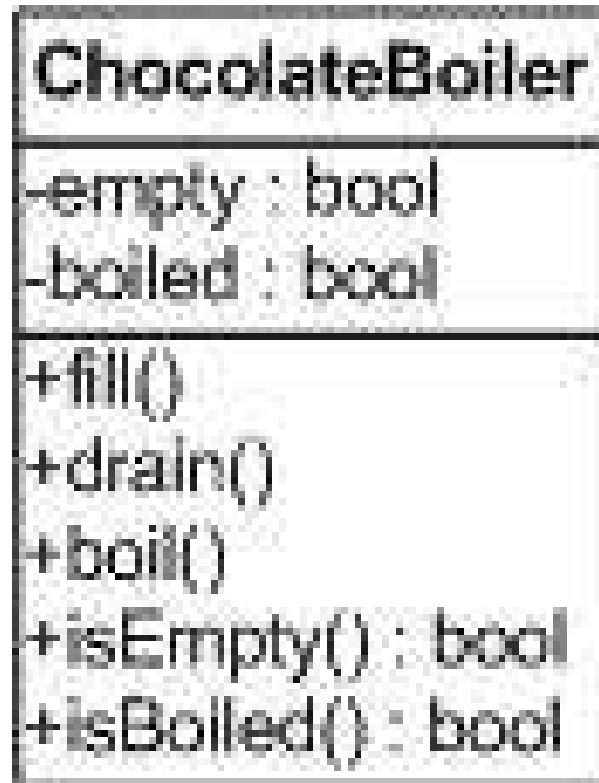 ChocolateBoiler
-empty : bool
-boiled : bool
+fill()
+drain()
+boil()
+isEmpty() : bool
+isBoiled() : bool